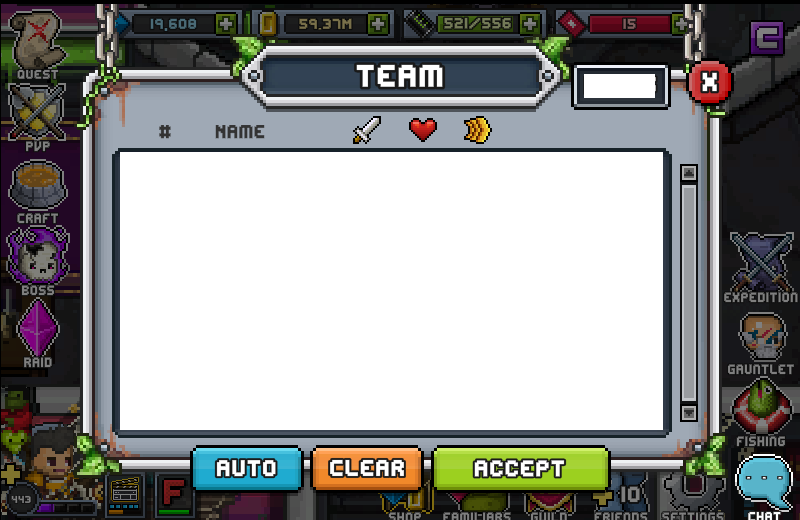 19,608
59.37M
521/556
15
QUEST
TEAM
X
# NAME
PVP
CRAFT
BOSS
EXPEDITION
RAID
GAUNTLET
FISHING
AUTO
CLEAR
ACCEPT
443
F
10
SHOP
FAMILIARS
GUILD
FRIENDS
SETTINGS
CHAT